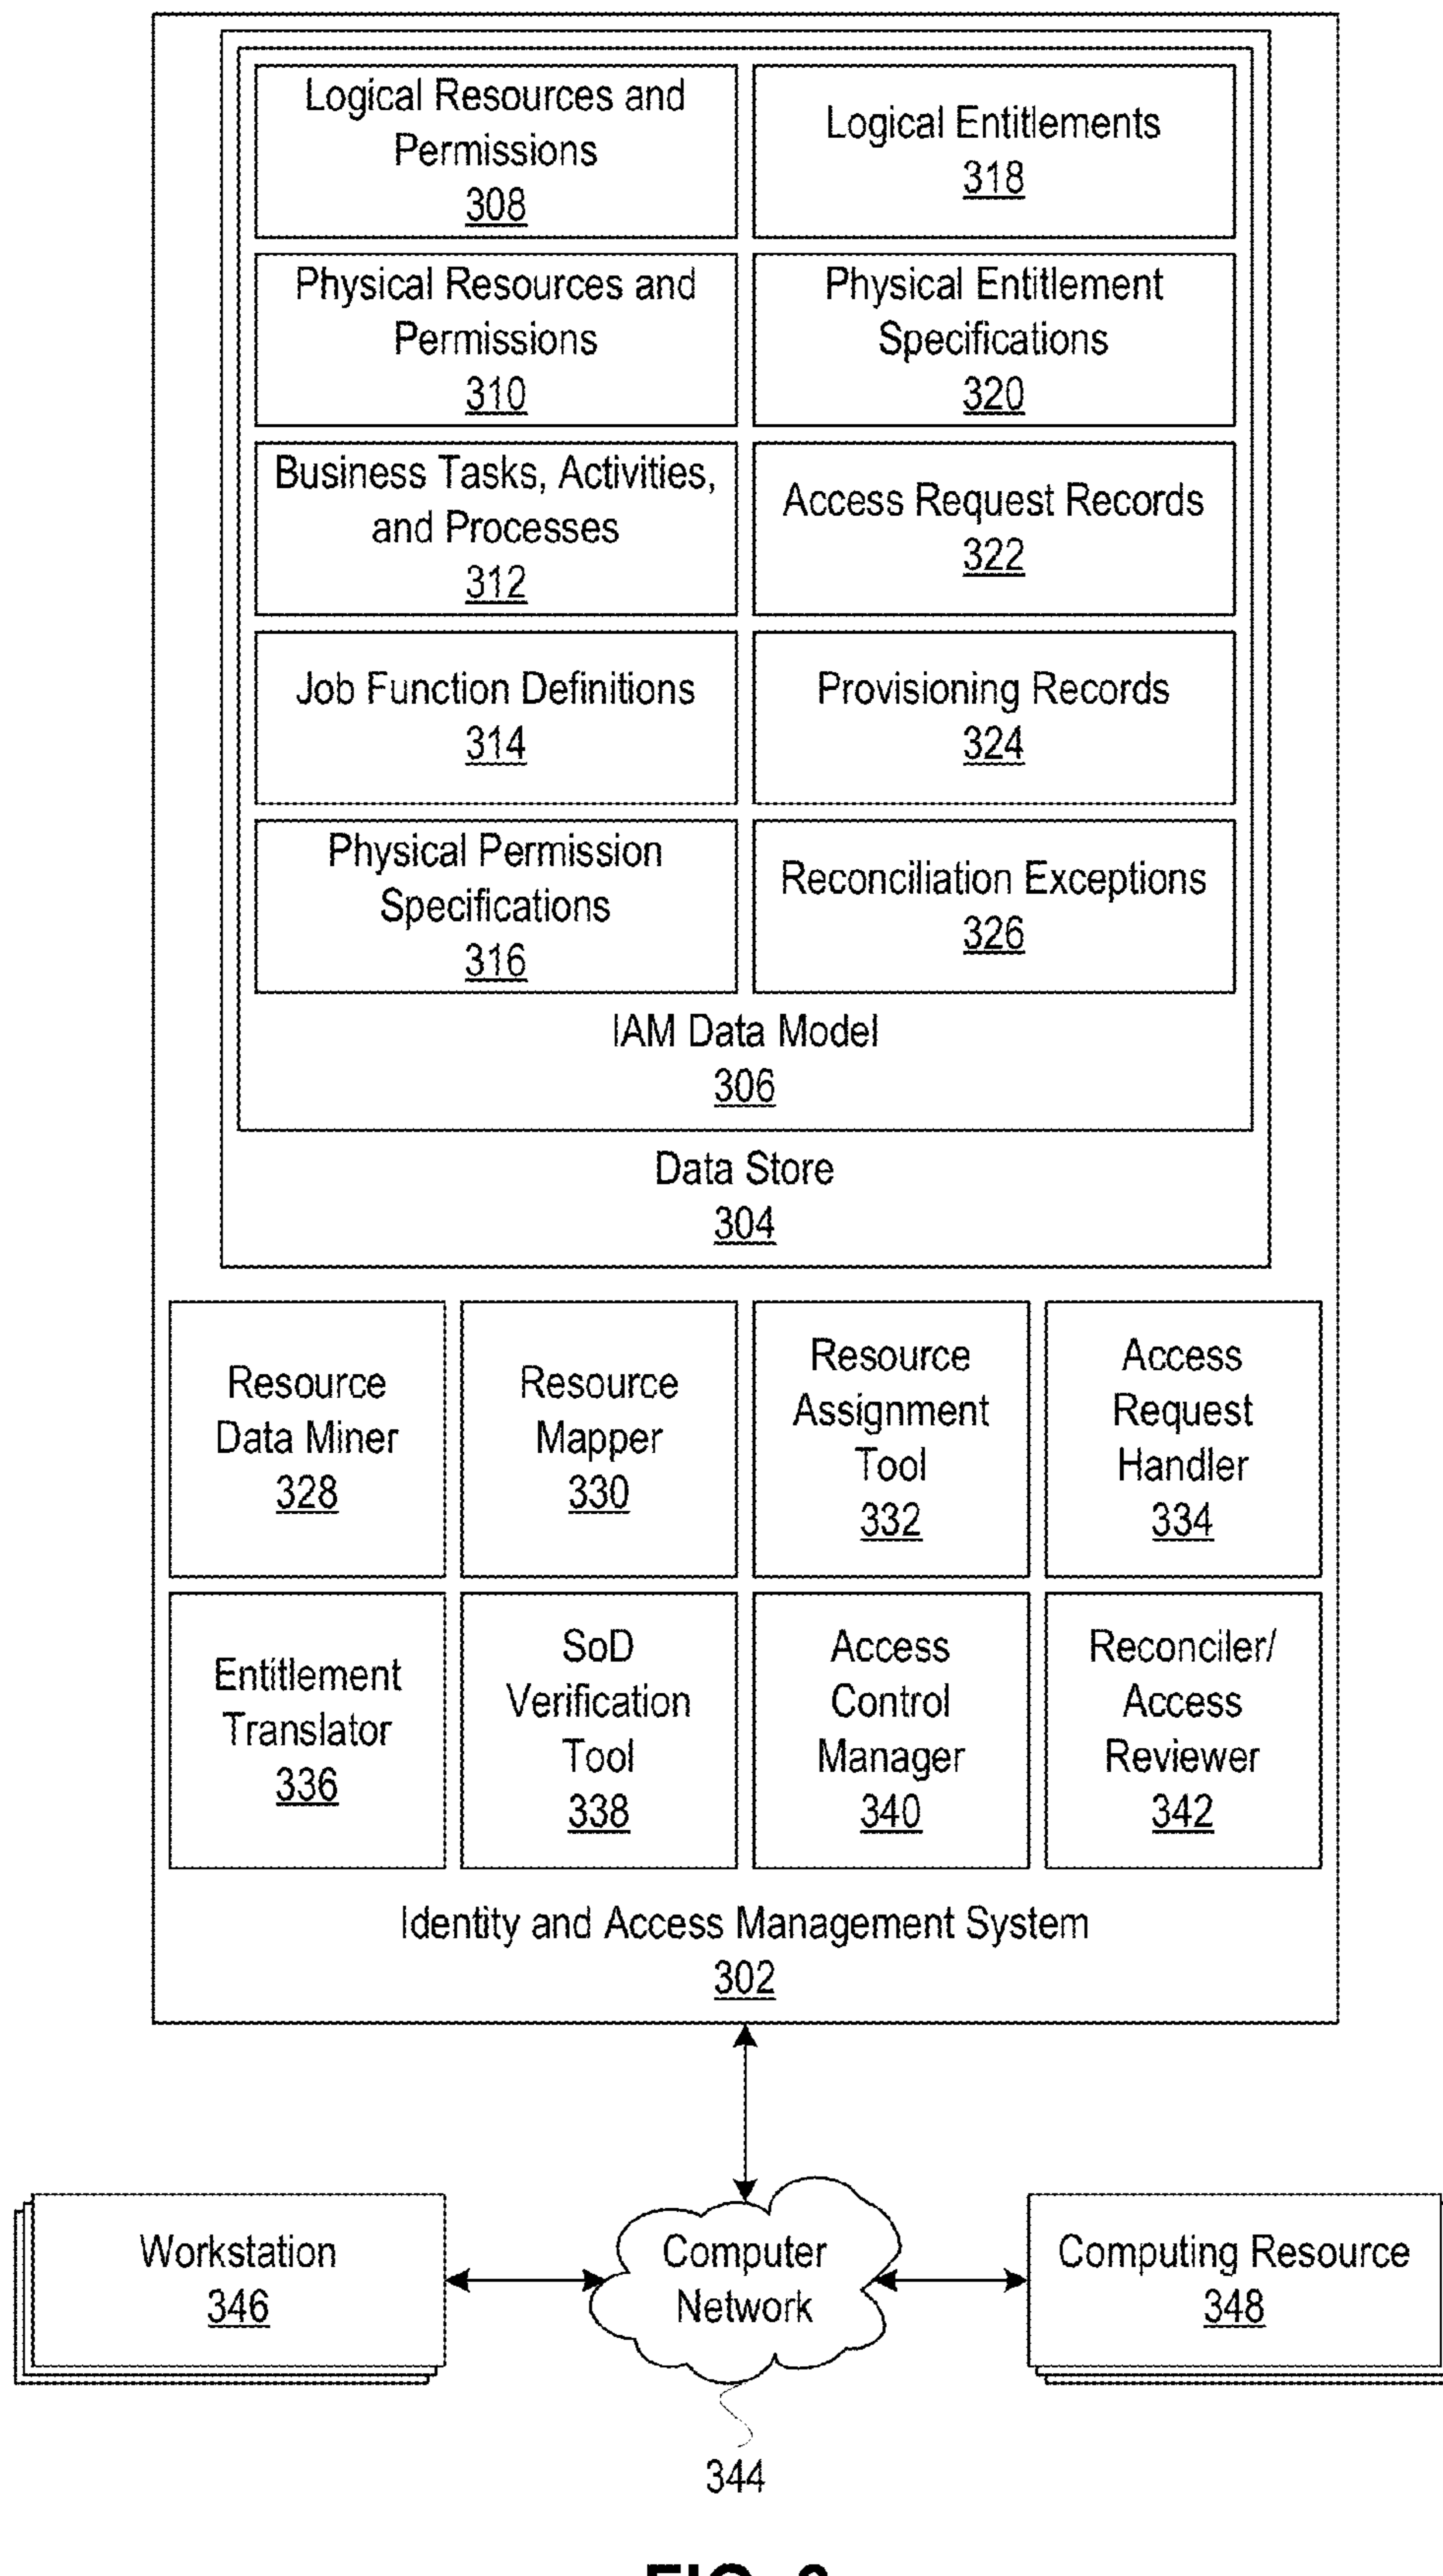 Logical Resources and
Permissions
308
Logical Entitlements
318
Physical Resources and
Permissions
310
Physical Entitlement
Specifications
320
Business Tasks, Activities,
and Processes
312
Access Request Records
322
Job Function Definitions
314
Provisioning Records
324
Physical Permission
Specifications
316
Reconciliation Exceptions
326
IAM Data Model
306
Data Store
304
Resource
Data Miner
328
Resource
Mapper
330
Resource
Assignment
Tool
332
Access
Request
Handler
334
Entitlement
Translator
336
SoD
Verification
Tool
338
Access
Control
Manager
340
Reconciler/
Access
Reviewer
342
Identity and Access Management System
302
Workstation
346
Computer
Network
Computing Resource
348
344
FIG.